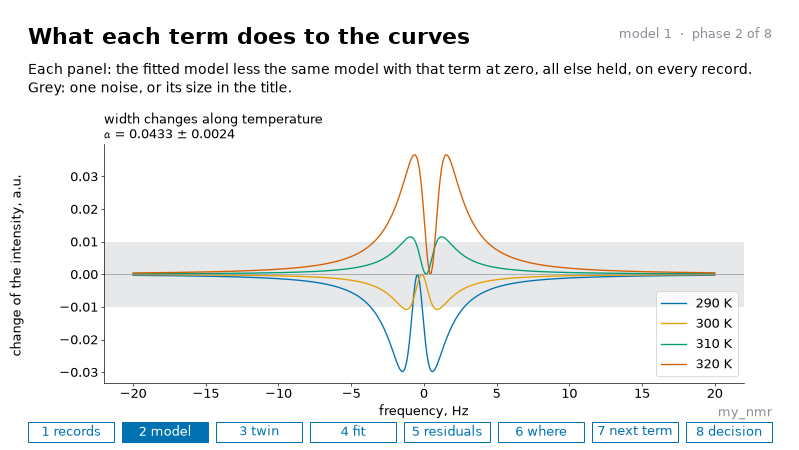 What each term does to the curves
model 1 · phase 2 of 8
Each panel: the fitted model less the same model with that term at zero, all else held, on every record.
Grey: one noise, or its size in the title.
width changes along temperature
α = 0.0433 ± 0.0024
change of the intensity, a.u.
0.03
0.02
0.01
0.00
−0.01
−0.02
−0.03
290 K
300 K
310 K
320 K
−20 −15 −10 −5 0 5 10 15 20
frequency, Hz
my_nmr
1 records 2 model 3 twin 4 fit 5 residuals 6 where 7 next term 8 decision